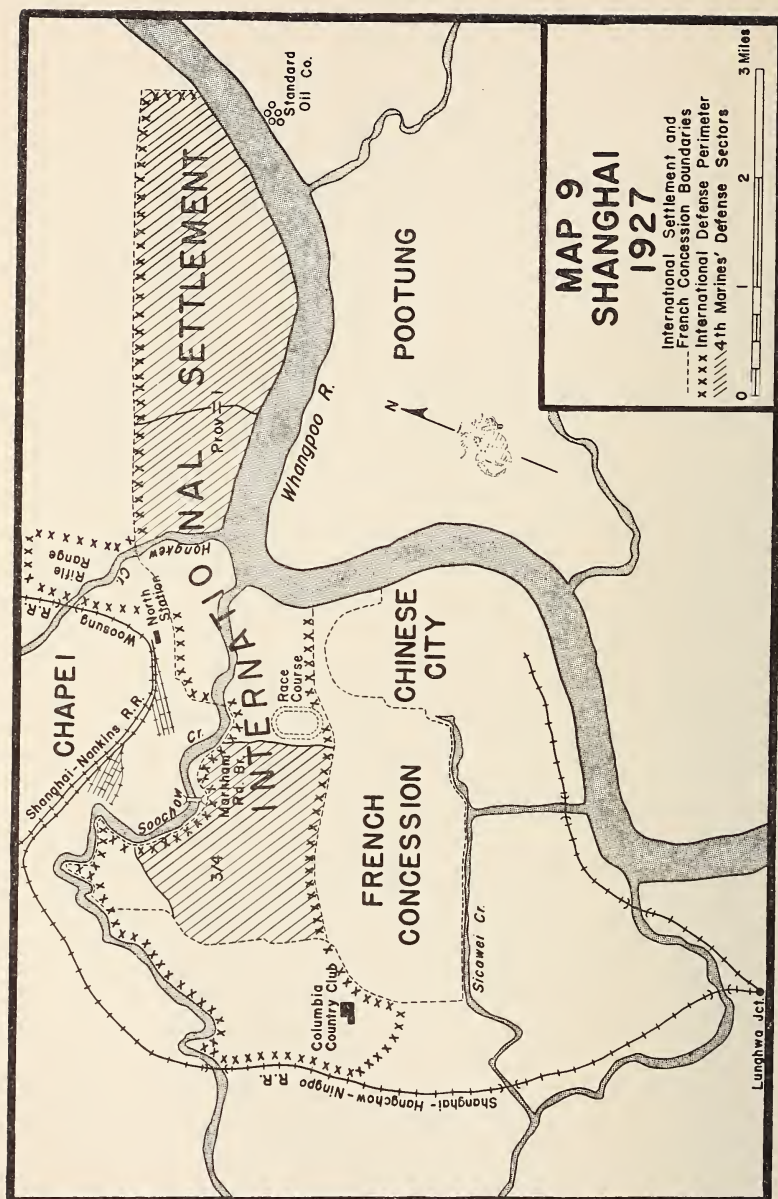 MAP 9
SHANGHAI
1927
International Settlement and
French Concession Boundaries
xxxx International Defense Perimeter
4th Marines' Defense Sectors
0 1 2 3 Miles
Standard
Oil Co.
INTERNATIONAL SETTLEMENT
Prov 1
POOTUNG
Whangpoo R.
N
Hongkew
Cr.
Rifle
Range
Woosung
R.R.
North
Station
CHAPEI
Shanghai-Nankins R.R.
Soochow
Cr.
Markham
Rd. Br.
Race
Course
3/4
CHINESE
CITY
FRENCH
CONCESSION
Columbia
Country Club
Sicawei Cr.
Shanghai - Hangchow - Ningpo
R.R.
Lunghwa Jct.